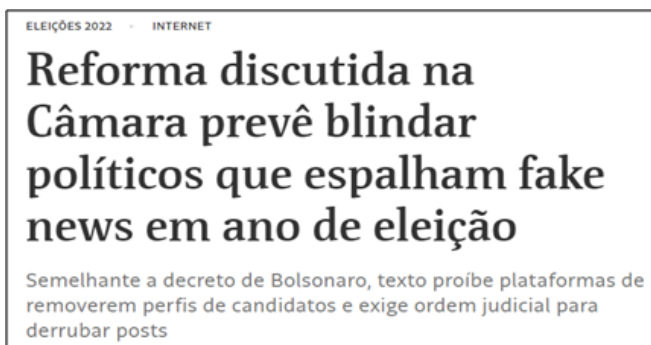 ELEIÇÕES 2022 · INTERNET
Reforma discutida na
Câmara prevê blindar
políticos que espalham fake
news em ano de eleição
Semelhante a decreto de Bolsonaro, texto proíbe plataformas de
removerem perfis de candidatos e exige ordem judicial para
derrubar posts